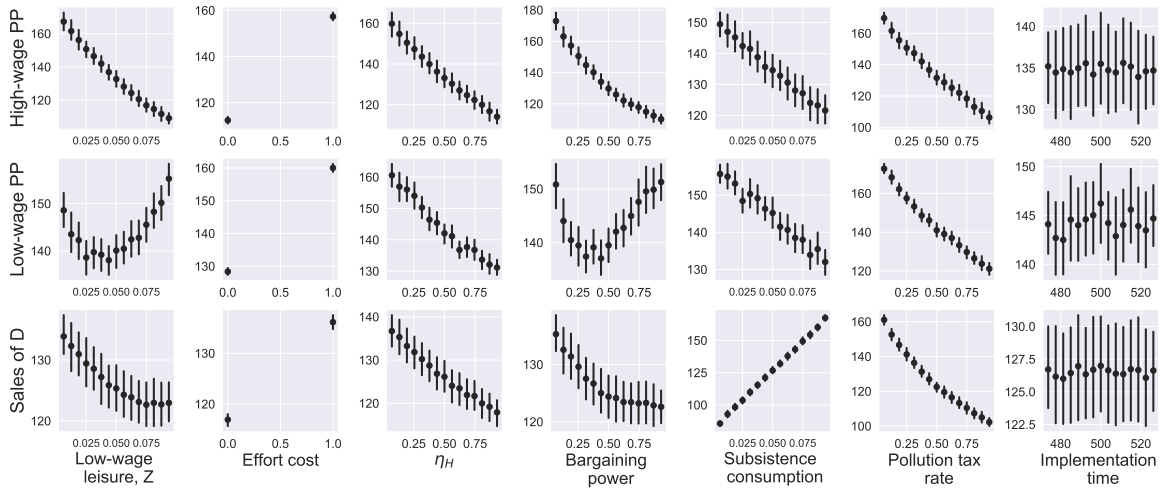 High-wage PP
160
140
120
0.025 0.050 0.075
160
140
120
0.0 0.5 1.0
160
140
120
0.25 0.50 0.75
180
160
140
120
0.25 0.50 0.75
150
140
130
120
0.025 0.050 0.075
160
140
120
100
0.25 0.50 0.75
140
135
130
480 500 520
Low-wage PP
150
140
0.025 0.050 0.075
160
150
140
130
0.0 0.5 1.0
160
150
140
130
0.25 0.50 0.75
150
140
0.25 0.50 0.75
150
140
130
0.025 0.050 0.075
160
140
120
0.25 0.50 0.75
150
145
140
480 500 520
Sales of D
130
120
0.025 0.050 0.075
130
120
0.0 0.5 1.0
140
130
120
0.25 0.50 0.75
130
120
0.25 0.50 0.75
150
125
100
0.025 0.050 0.075
160
140
120
100
0.25 0.50 0.75
130.0
127.5
125.0
122.5
480 500 520
Low-wage
leisure, Z
Effort cost
η_H
Bargaining
power
Subsistence
consumption
Pollution tax
rate
Implementation
time